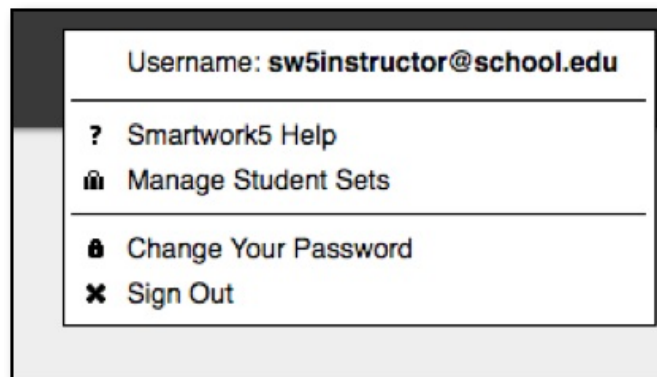 Username: sw5instructor@school.edu
? Smartwork5 Help
Manage Student Sets
Change Your Password
Sign Out